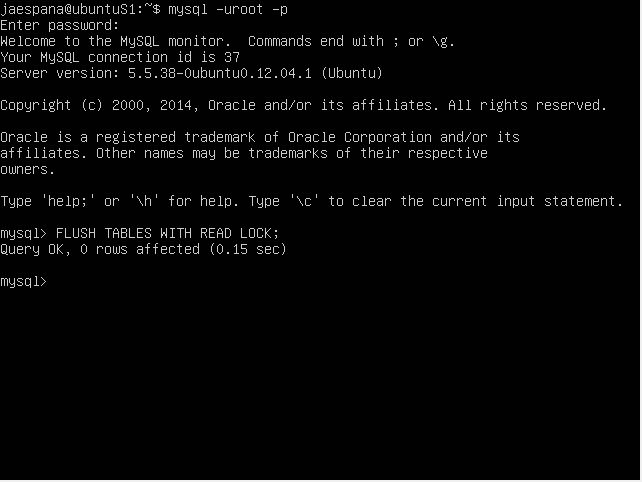 jaespana@ubuntuS1:~$ mysql -uroot -p
Enter password:
Welcome to the MySQL monitor.  Commands end with ; or \g.
Your MySQL connection id is 37
Server version: 5.5.38-0ubuntu0.12.04.1 (Ubuntu)
Copyright (c) 2000, 2014, Oracle and/or its affiliates. All rights reserved.
Oracle is a registered trademark of Oracle Corporation and/or its
affiliates. Other names may be trademarks of their respective
owners.
Type 'help;' or '\h' for help. Type '\c' to clear the current input statement.
mysql> FLUSH TABLES WITH READ LOCK;
Query OK, 0 rows affected (0.15 sec)
mysql>